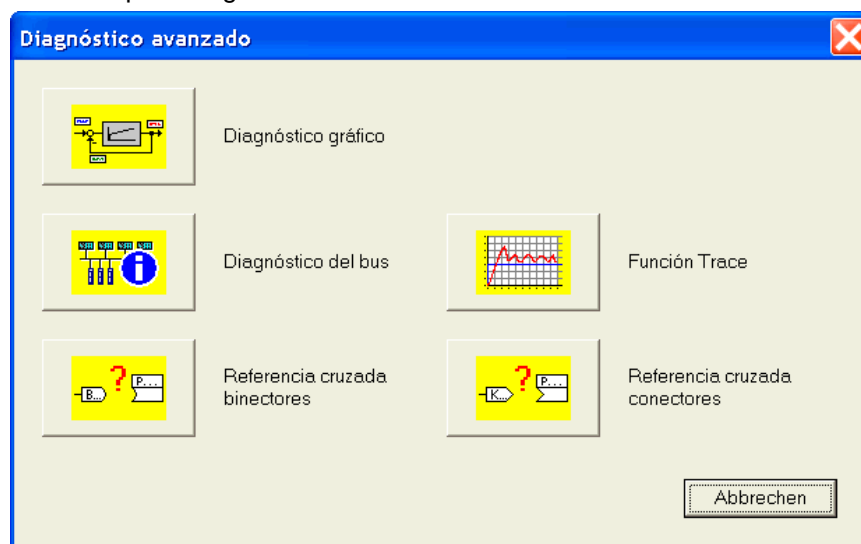 Diagnóstico avanzado
Diagnóstico gráfico
Diagnóstico del bus
Función Trace
B...
?
P...
Referencia cruzada
binectores
K...
?
P...
Referencia cruzada
conectores
Abbrechen